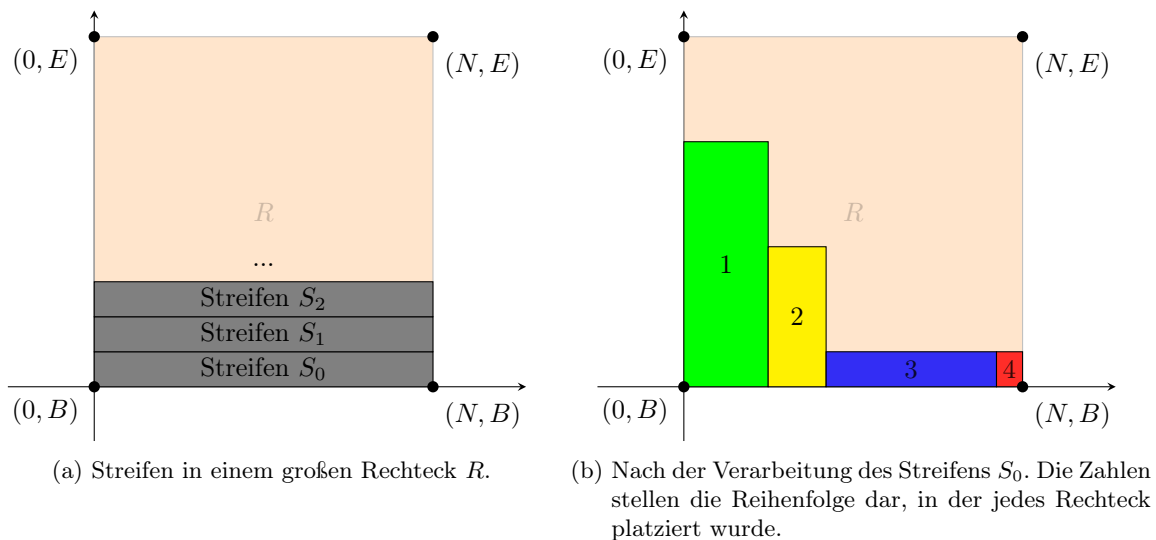 (0, E)
(N, E)
R
...
Streifen S₂
Streifen S₁
Streifen S₀
(0, B)
(N, B)
(a) Streifen in einem großen Rechteck R.
(0, E)
(N, E)
R
1
2
3
4
(0, B)
(N, B)
(b) Nach der Verarbeitung des Streifens S₀. Die Zahlen
stellen die Reihenfolge dar, in der jedes Rechteck
platziert wurde.